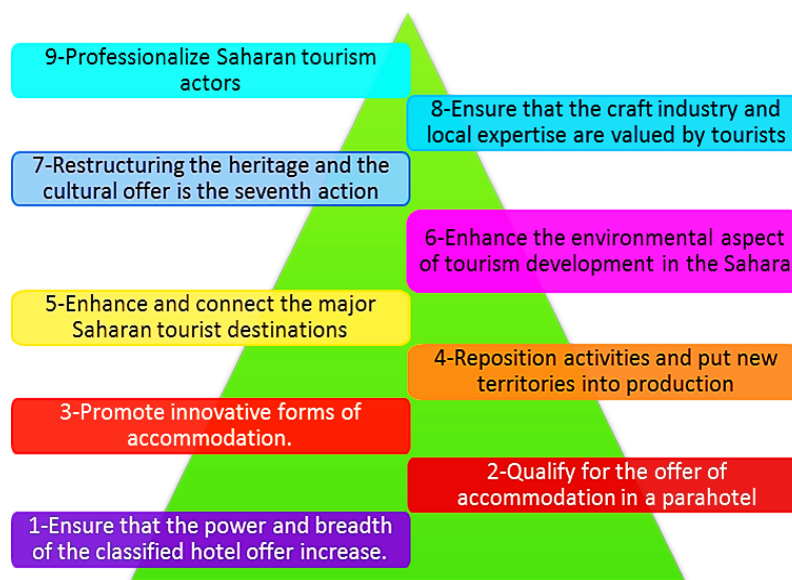 9-Professionalize Saharan tourism
actors
8-Ensure that the craft industry and
local expertise are valued by tourists
7-Restructuring the heritage and the
cultural offer is the seventh action
6-Enhance the environmental aspect
of tourism development in the Sahara
5-Enhance and connect the major
Saharan tourist destinations
4-Reposition activities and put new
territories into production
3-Promote innovative forms of
accommodation.
2-Qualify for the offer of
accommodation in a parahotel
1-Ensure that the power and breadth
of the classified hotel offer increase.